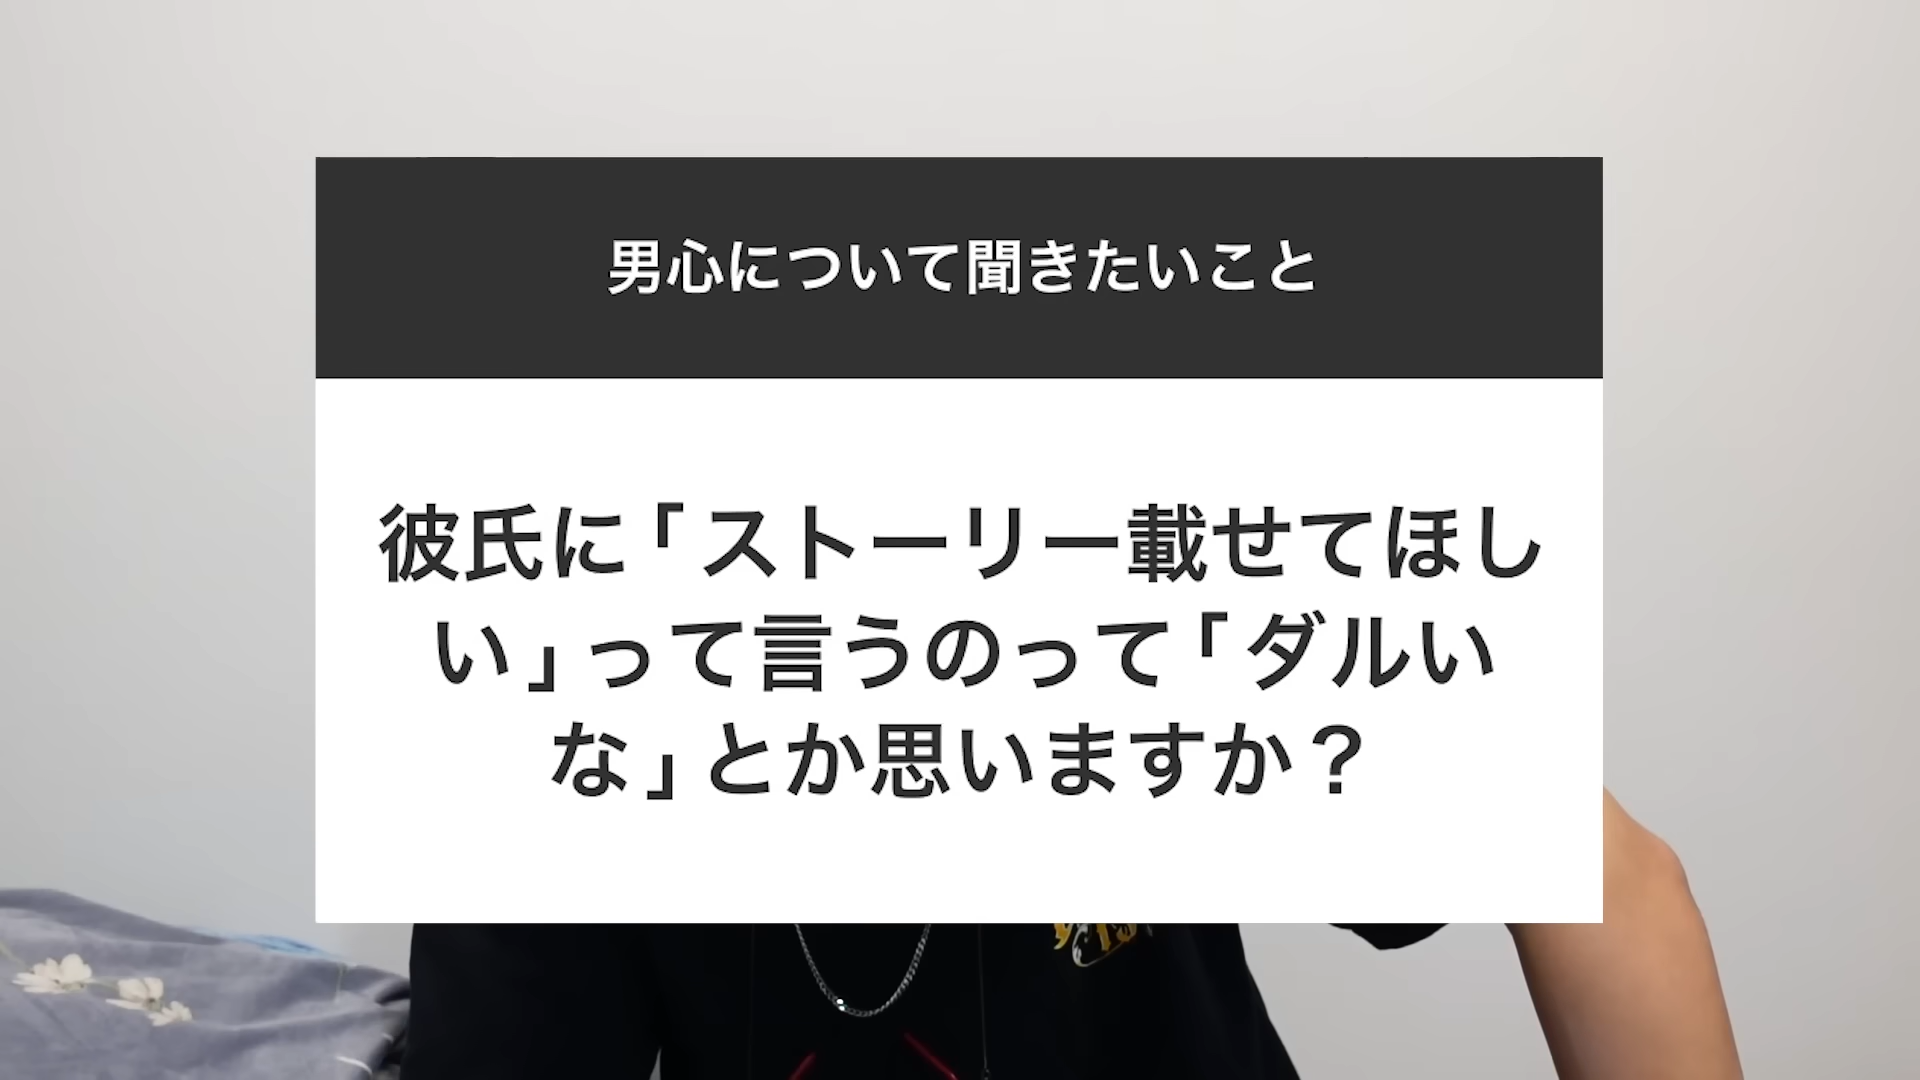 男心について聞きたいこと
彼氏に「ストーリー載せてほし
い」って言うのって「ダルい
な」とか思いますか？